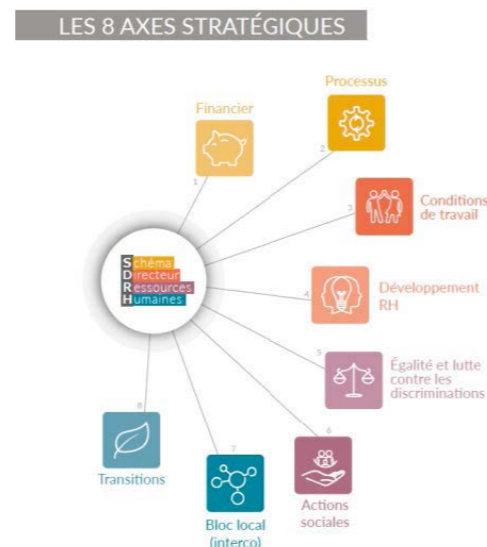 LES 8 AXES STRATÉGIQUES
Processus
Financier
1
2
3
Conditions
de travail
Schéma
Directeur
Ressources
Humaines
4
Développement
RH
5
Égalité et lutte
contre les
discriminations
6
Actions
sociales
7
Bloc local
(interco)
8
Transitions